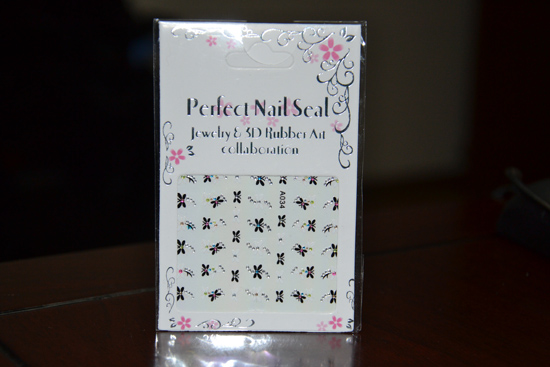 Perfect Nail Seal
Jewelry & 3D Rubber Art
collaboration
A034